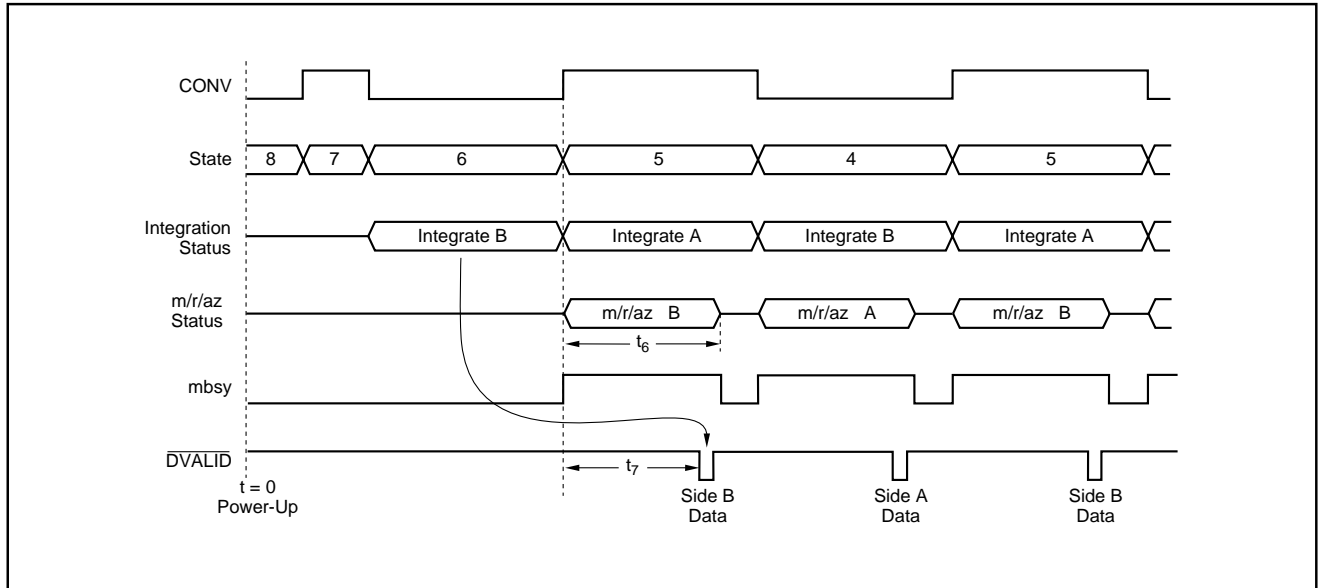 CONV
State
8
7
6
5
4
5
Integration
Status
Integrate B
Integrate A
Integrate B
Integrate A
m/r/az
Status
m/r/az B
m/r/az A
m/r/az B
t6
mbsy
DVALID
t7
t = 0
Power-Up
Side B
Data
Side A
Data
Side B
Data